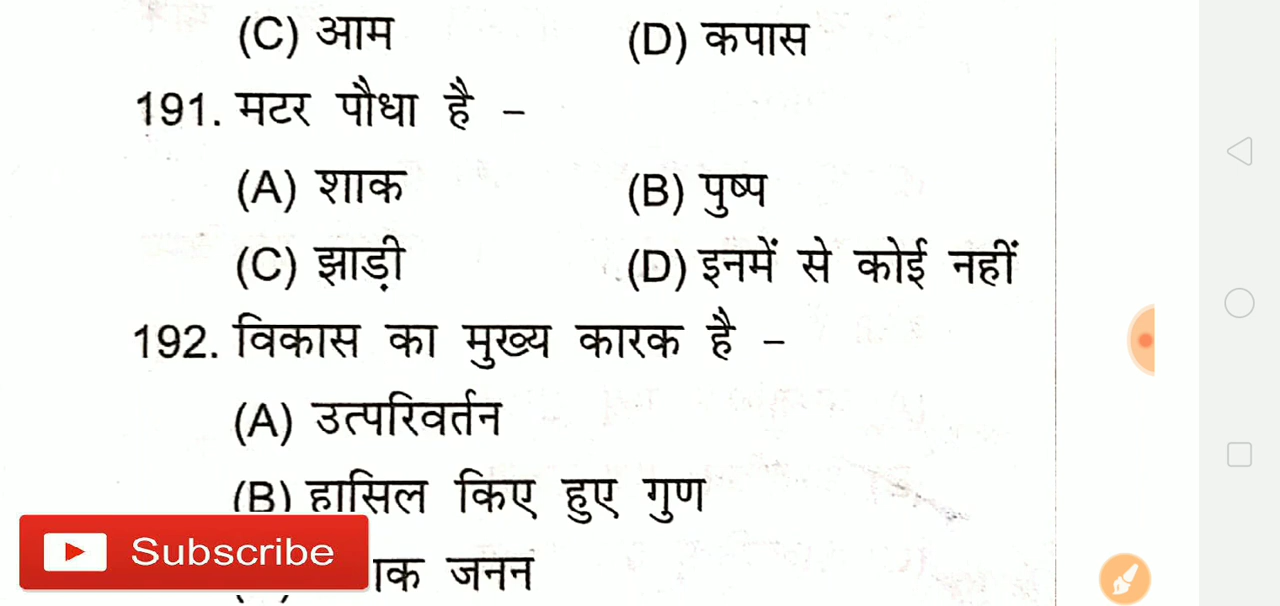 (C) आम (D) कपास
191. मटर पौधा है –
(A) शाक (B) पुष्प
(C) झाड़ी (D) इनमें से कोई नहीं
192. विकास का मुख्य कारक है –
(A) उत्परिवर्तन
(B) हासिल किए हुए गुण
Subscribe
जनन